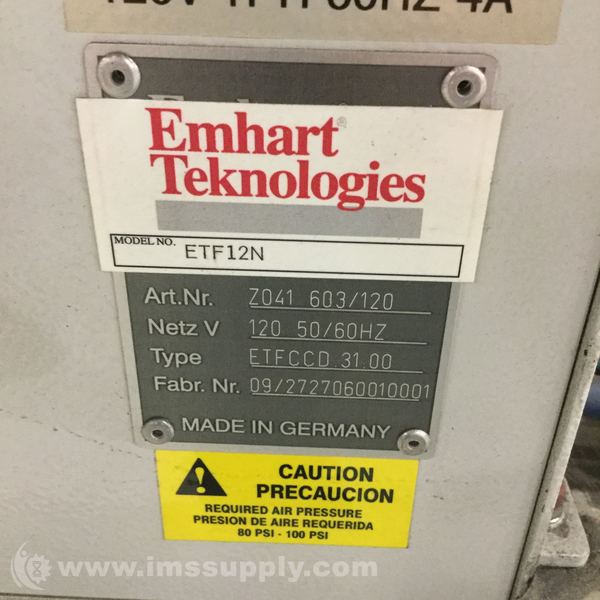 Emhart®
Teknologies
MODEL NO. ETF12N
Art.Nr. Z041 603/120
Netz V 120 50/60HZ
Type ETFCCD 31.00
Fabr. Nr. 09/2727060010001
MADE IN GERMANY
CAUTION
PRECAUCION
REQUIRED AIR PRESSURE
PRESION DE AIRE REQUERIDA
80 PSI - 100 PSI
www.imssupply.com